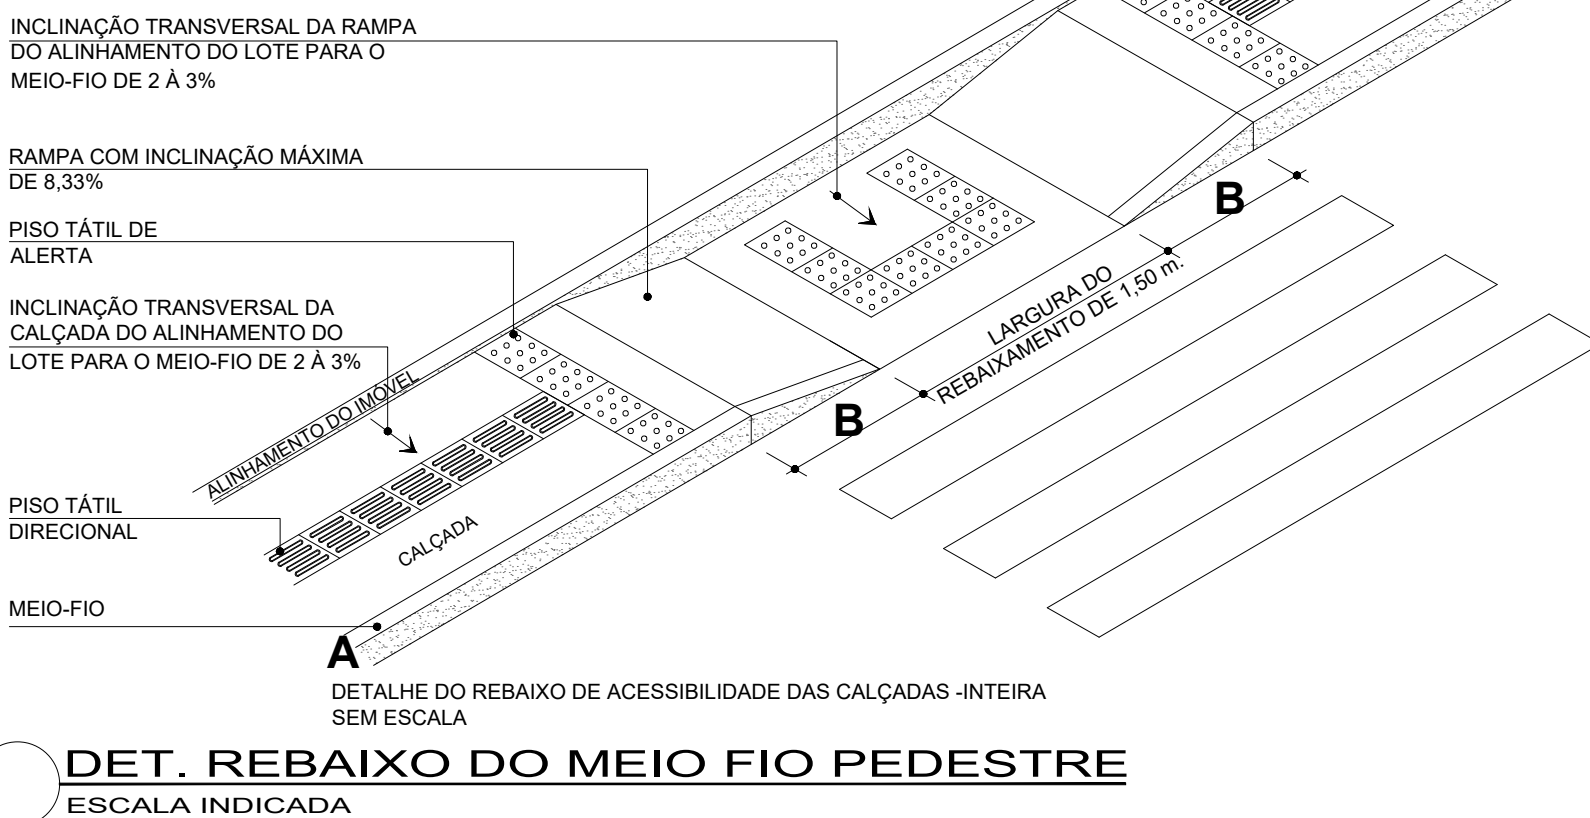 INCLINAÇÃO TRANSVERSAL DA RAMPA
DO ALINHAMENTO DO LOTE PARA O
MEIO-FIO DE 2 À 3%
RAMPA COM INCLINAÇÃO MÁXIMA
DE 8,33%
PISO TÁTIL DE
ALERTA
INCLINAÇÃO TRANSVERSAL DA
CALÇADA DO ALINHAMENTO DO
LOTE PARA O MEIO-FIO DE 2 À 3%
ALINHAMENTO DO IMÓVEL
PISO TÁTIL
DIRECIONAL
CALÇADA
MEIO-FIO
A
B
LARGURA DO
REBAIXAMENTO DE 1,50 m.
B
DETALHE DO REBAIXO DE ACESSIBILIDADE DAS CALÇADAS -INTEIRA
SEM ESCALA
DET. REBAIXO DO MEIO FIO PEDESTRE
ESCALA INDICADA